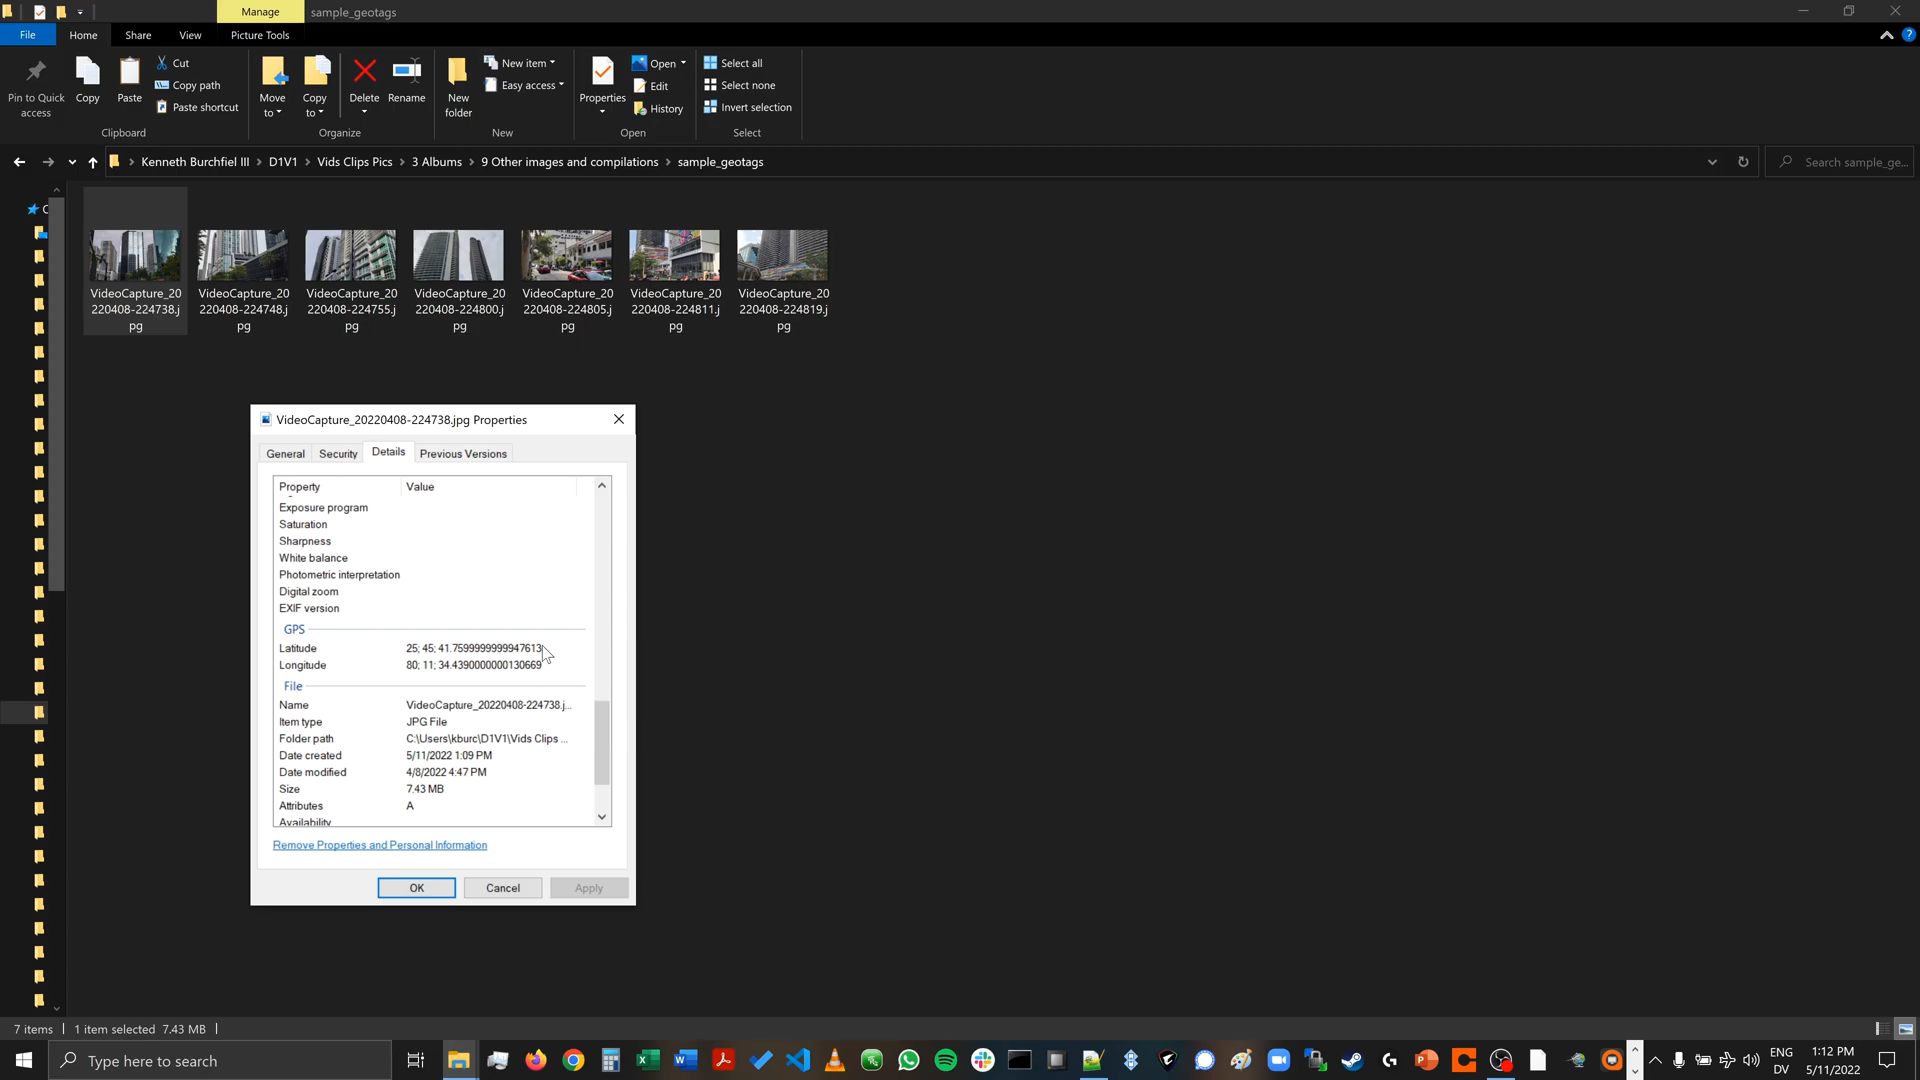 Manage
sample_geotags
File
Home
Share
View
Picture Tools
Pin to Quick
access
Copy
Paste
Cut
Copy path
Paste shortcut
Clipboard
Move
to
Copy
to
Delete
Rename
Organize
New
folder
New item
Easy access
New
Properties
Open
Edit
History
Open
Select all
Select none
Invert selection
Select
Kenneth Burchfiel III > D1V1 > Vids Clips Pics > 3 Albums > 9 Other images and compilations > sample_geotags
Search sample_ge...
VideoCapture_20
220408-224738.j
pg
VideoCapture_20
220408-224748.j
pg
VideoCapture_20
220408-224755.j
pg
VideoCapture_20
220408-224800.j
pg
VideoCapture_20
220408-224805.j
pg
VideoCapture_20
220408-224811.j
pg
VideoCapture_20
220408-224819.j
pg
VideoCapture_20220408-224738.jpg Properties
General
Security
Details
Previous Versions
Property
Value
Exposure program
Saturation
Sharpness
White balance
Photometric interpretation
Digital zoom
EXIF version
GPS
Latitude 25; 45; 41.7599999999947613
Longitude 80; 11; 34.4390000000130669
File
Name VideoCapture_20220408-224738.j...
Item type JPG File
Folder path C:\Users\kburc\D1V1\Vids Clips ...
Date created 5/11/2022 1:09 PM
Date modified 4/8/2022 4:47 PM
Size 7.43 MB
Attributes A
Availability
Remove Properties and Personal Information
OK
Cancel
Apply
7 items
1 item selected 7.43 MB
Type here to search
ENG
DV
1:12 PM
5/11/2022